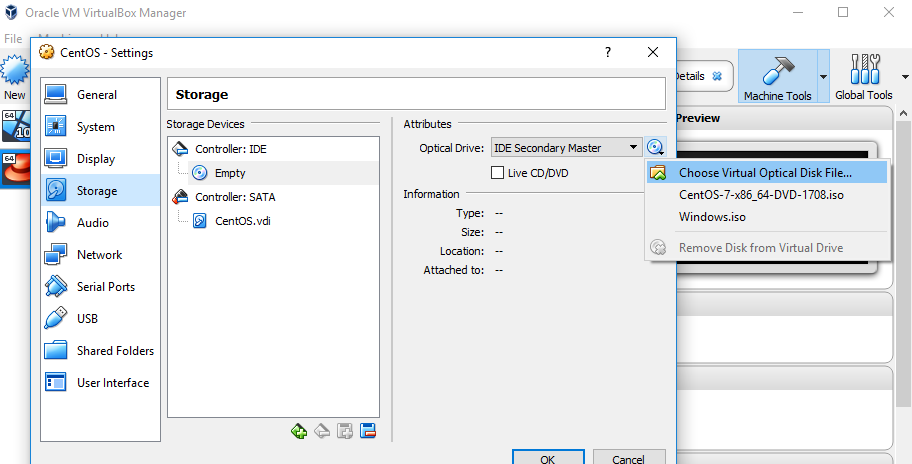 Oracle VM VirtualBox Manager
File
CentOS - Settings
New
General
System
Display
Storage
Audio
Network
Serial Ports
USB
Shared Folders
User Interface
Storage
Storage Devices
Controller: IDE
Empty
Controller: SATA
CentOS.vdi
Attributes
Optical Drive: IDE Secondary Master
Live CD/DVD
Information
Type: --
Size: --
Location: --
Attached to: --
Choose Virtual Optical Disk File...
CentOS-7-x86_64-DVD-1708.iso
Windows.iso
Remove Disk from Virtual Drive
OK
Cancel
Machine Tools
Global Tools
Preview
64
10
64